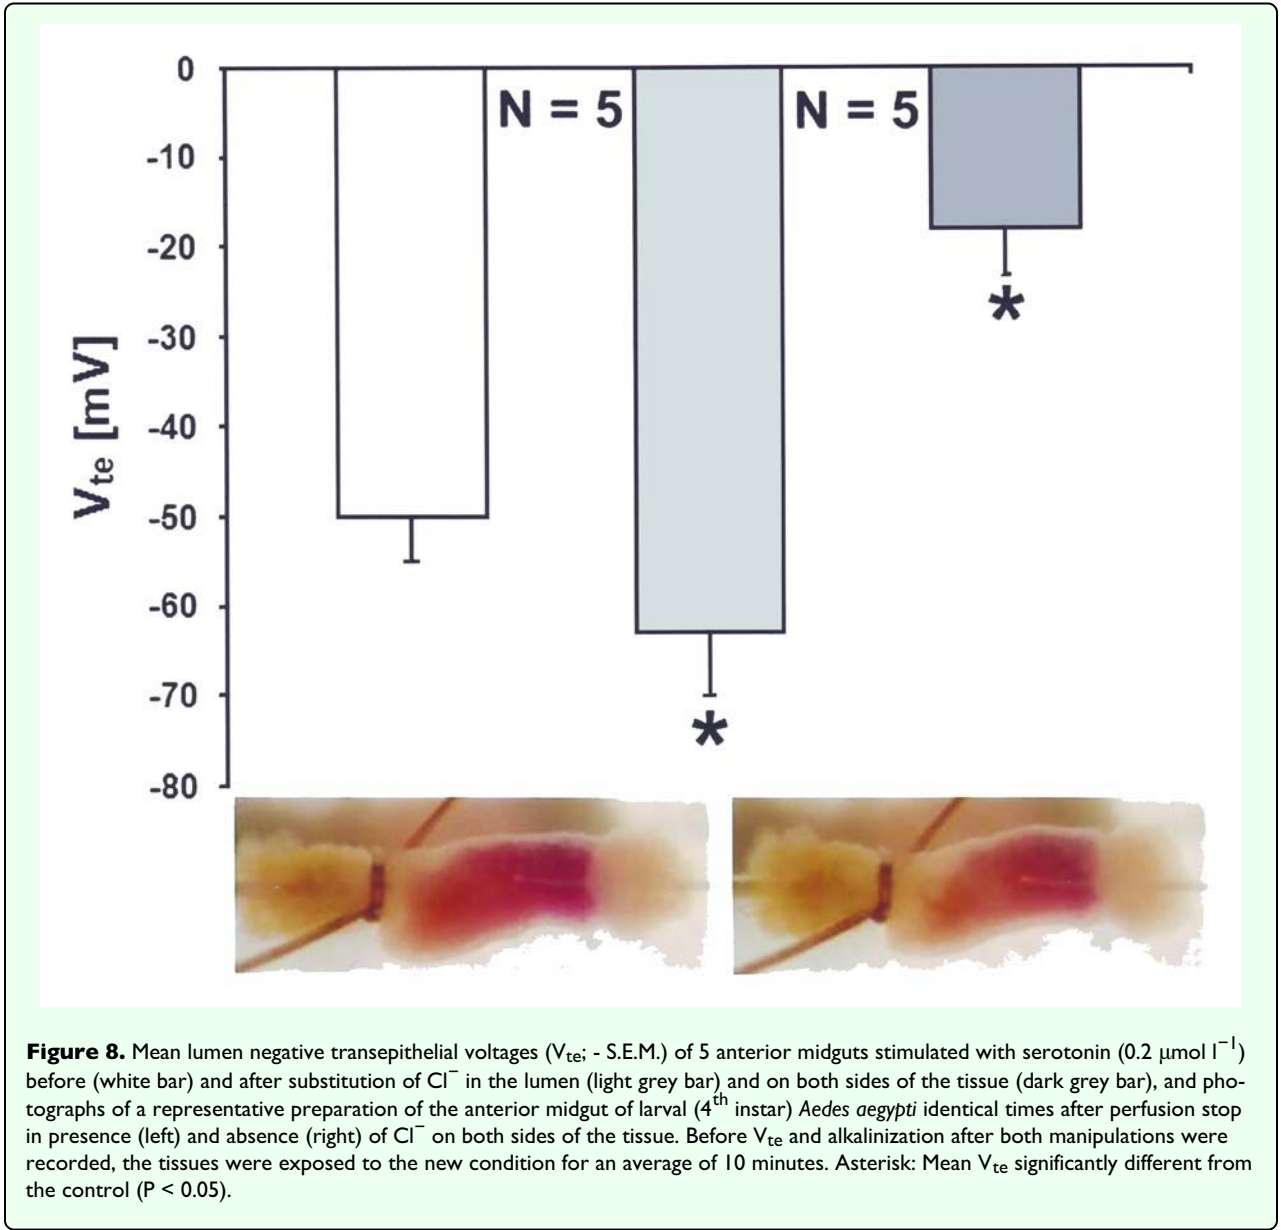 0
N = 5 N = 5
-10
-20
*
-30
-40
-50
-60
-70
*
-80
Vte [mV]
Figure 8. Mean lumen negative transepithelial voltages (Vte; - S.E.M.) of 5 anterior midguts stimulated with serotonin (0.2 μmol l−1)
before (white bar) and after substitution of Cl− in the lumen (light grey bar) and on both sides of the tissue (dark grey bar), and pho-
tographs of a representative preparation of the anterior midgut of larval (4th instar) Aedes aegypti identical times after perfusion stop
in presence (left) and absence (right) of Cl− on both sides of the tissue. Before Vte and alkalinization after both manipulations were
recorded, the tissues were exposed to the new condition for an average of 10 minutes. Asterisk: Mean Vte significantly different from
the control (P < 0.05).